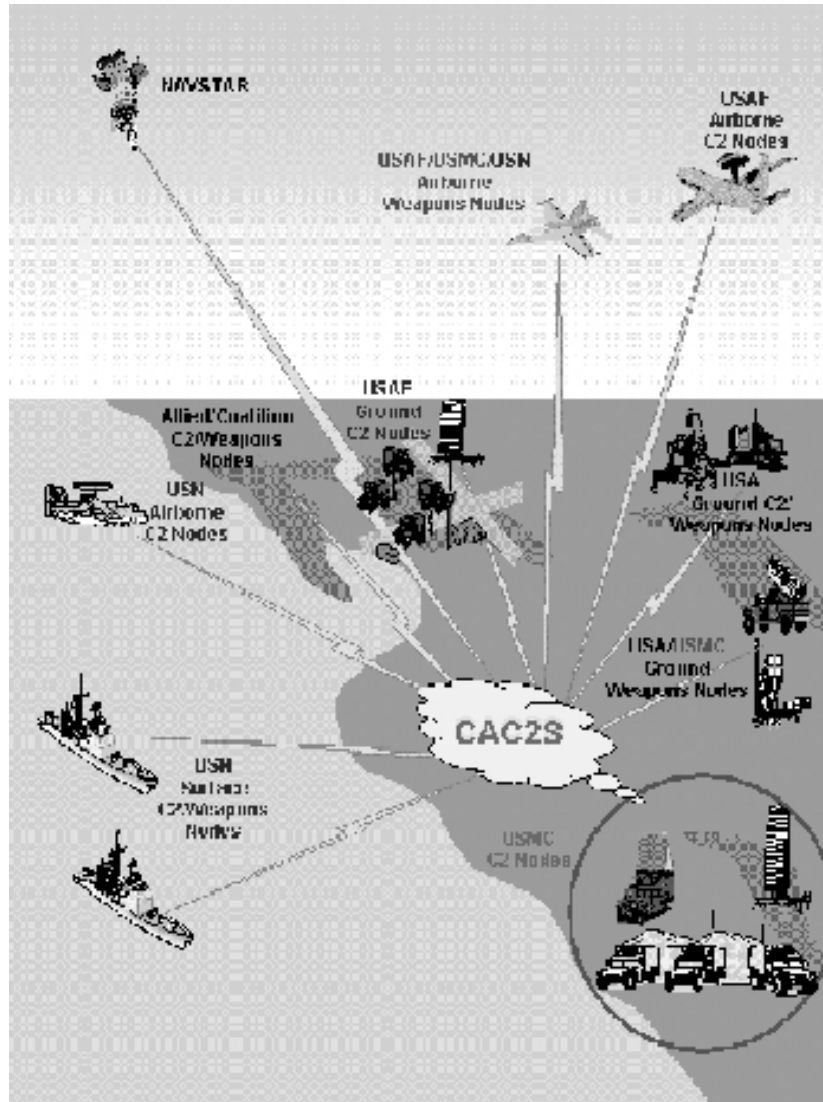 NAVSTAR
USAF
Airborne
C2 Nodes
USAF/USMC/USN
Airborne
Weapons Nodes
USAF
Ground
C2 Nodes
Allied/Coalition
C2/Weapons
Nodes
USN
Airborne
C2 Nodes
USA
Ground C2/
Weapons Nodes
USA/USMC
Ground
Weapons Nodes
CAC2S
USN
Surface
C2/Weapons
Nodes
USMC
C2 Nodes